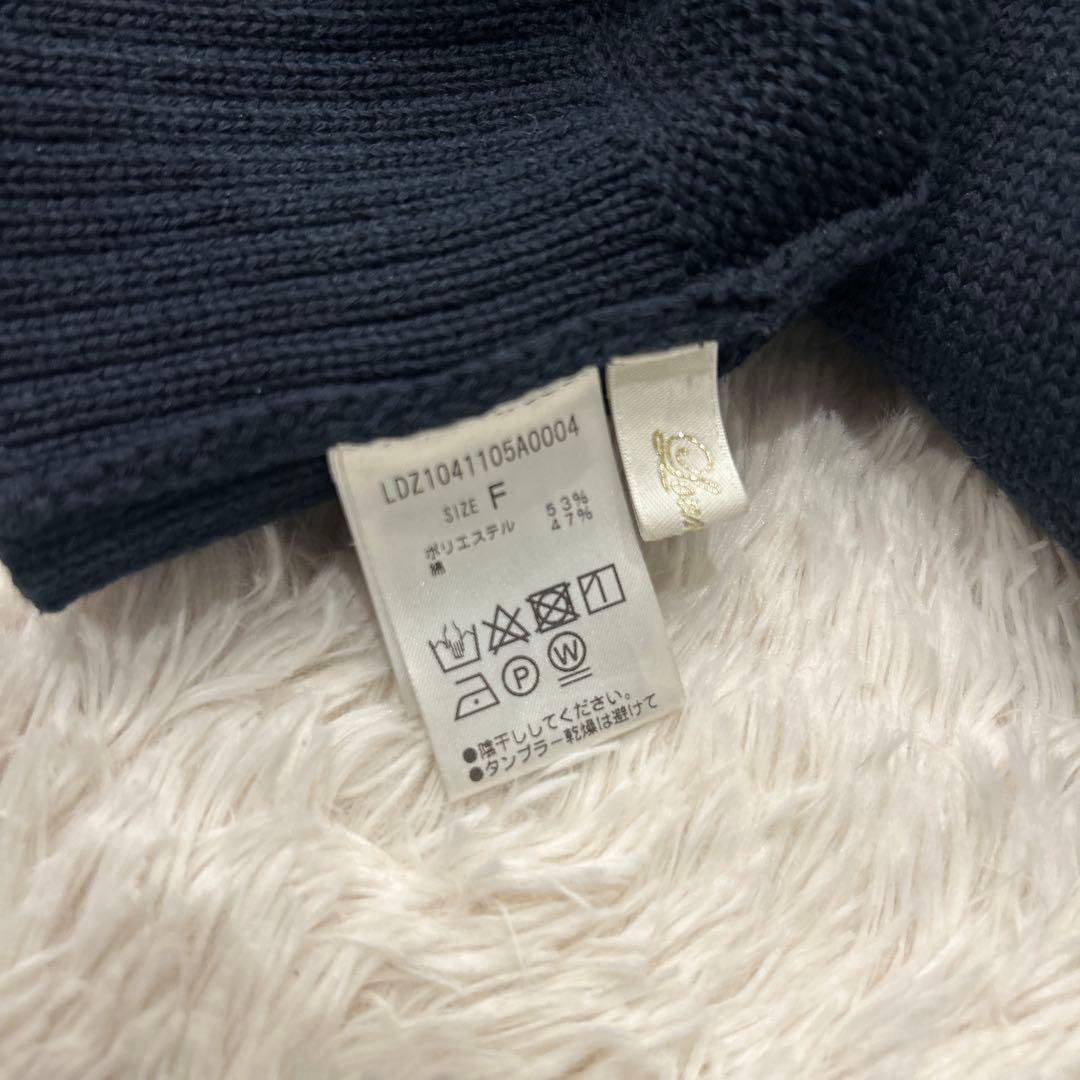 LDZ1041105A0004
SIZE F
ポリエステル 53%
綿 47%
P W
●陰干ししてください。
●タンブラー乾燥は避けて